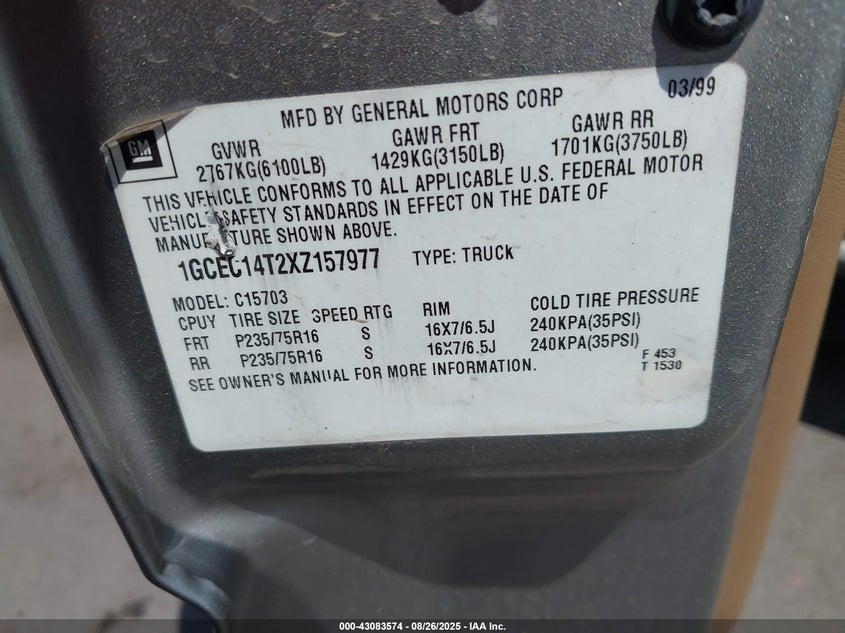 03/99
MFD BY GENERAL MOTORS CORP
GM
GVWR GAWR FRT GAWR RR
2767KG(6100LB) 1429KG(3150LB) 1701KG(3750LB)
THIS VEHICLE CONFORMS TO ALL APPLICABLE U.S. FEDERAL MOTOR
VEHICLE SAFETY STANDARDS IN EFFECT ON THE DATE OF
MANUFACTURE SHOWN ABOVE.
1GCEC14T2XZ157977 TYPE: TRUCK
MODEL: C15703
CPUY TIRE SIZE SPEED RTG RIM COLD TIRE PRESSURE
FRT P235/75R16 S 16X7/6.5J 240KPA(35PSI)
RR P235/75R16 S 16X7/6.5J 240KPA(35PSI)
SEE OWNER'S MANUAL FOR MORE INFORMATION.
F 453
T 1530
000-43083574 - 08/26/2025 - IAA Inc.